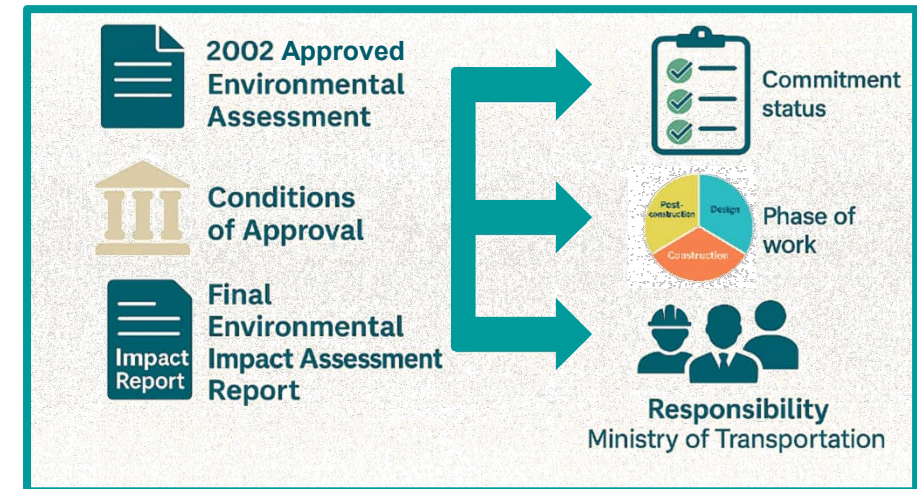 2002 Approved
Environmental
Assessment
Conditions
of Approval
Impact
Report
Final
Environmental
Impact Assessment
Report
Commitment
status
Post-
construction
Design
Construction
Phase of
work
Responsibility
Ministry of Transportation